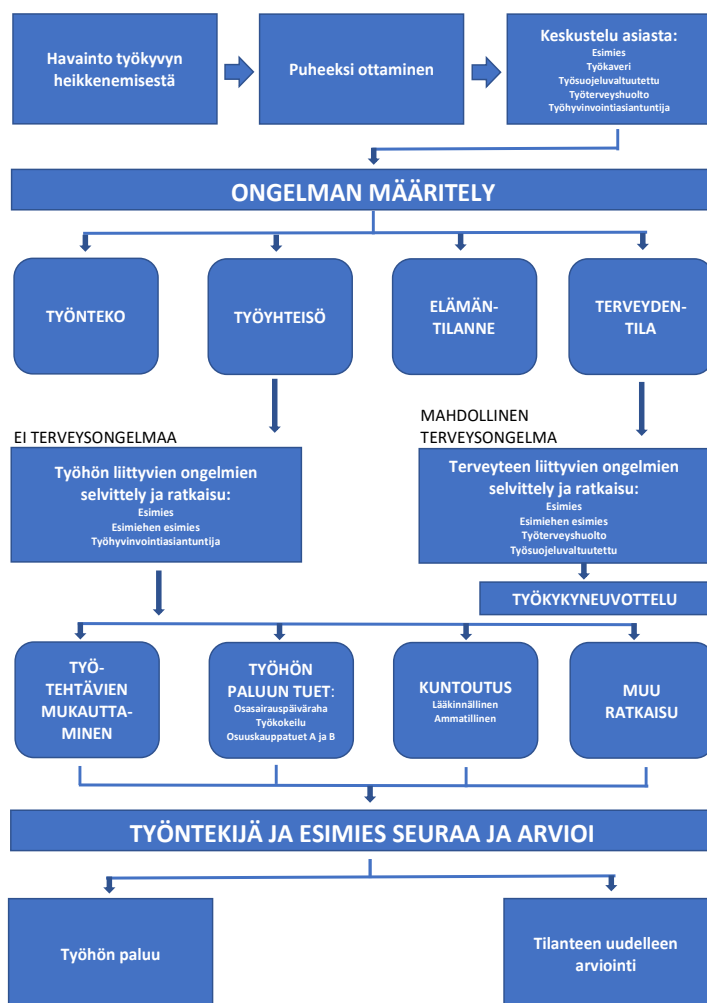 Havainto työkyvyn
heikkenemisestä
Puheeksi ottaminen
Keskustelu asiasta:
Esimies
Työkaveri
Työsuojeluvaltuutettu
Työterveyshuolto
Työhyvinvointiasiantuntija
ONGELMAN MÄÄRITELY
TYÖNTEKO
TYÖYHTEISÖ
ELÄMÄN-
TILANNE
TERVEYDEN-
TILA
EI TERVEYSONGELMAA
MAHDOLLINEN
TERVEYSONGELMA
Työhön liittyvien ongelmien
selvittely ja ratkaisu:
Esimies
Esimiehen esimies
Työhyvinvointiasiantuntija
Terveyteen liittyvien ongelmien
selvittely ja ratkaisu:
Esimies
Esimiehen esimies
Työterveyshuolto
Työsuojeluvaltuutettu
TYÖKYKYNEUVOTTELU
TYÖ-
TEHTÄVIEN
MUKAUTTA-
MINEN
TYÖHÖN
PALUUN TUET:
Osasairauspäiväraha
Työkokeilu
Osuuskauppatuet A ja B
KUNTOUTUS
Lääkinnällinen
Ammatillinen
MUU
RATKAISU
TYÖNTEKIJÄ JA ESIMIES SEURAA JA ARVIOI
Työhön paluu
Tilanteen uudelleen
arviointi